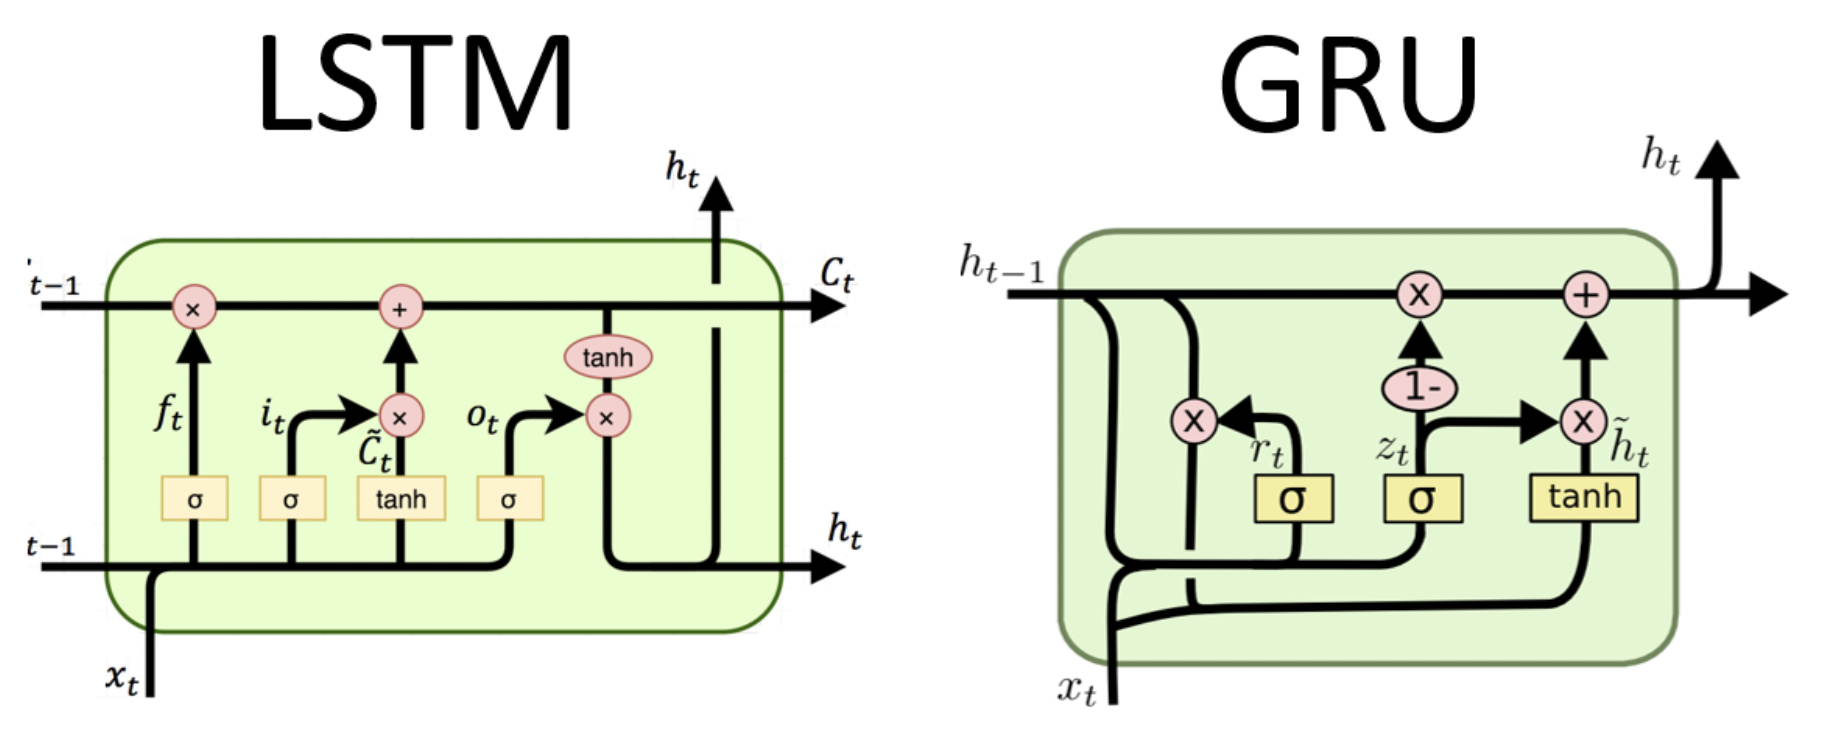 LSTM
GRU
h_t
h_t
t-1
C_t
h_{t-1}
×
+
x
+
tanh
1-
f_t
i_t
×
o_t
×
x
r_t
z_t
x
h̃_t
C̃_t
σ
σ
tanh
σ
σ
σ
tanh
t-1
h_t
x_t
x_t